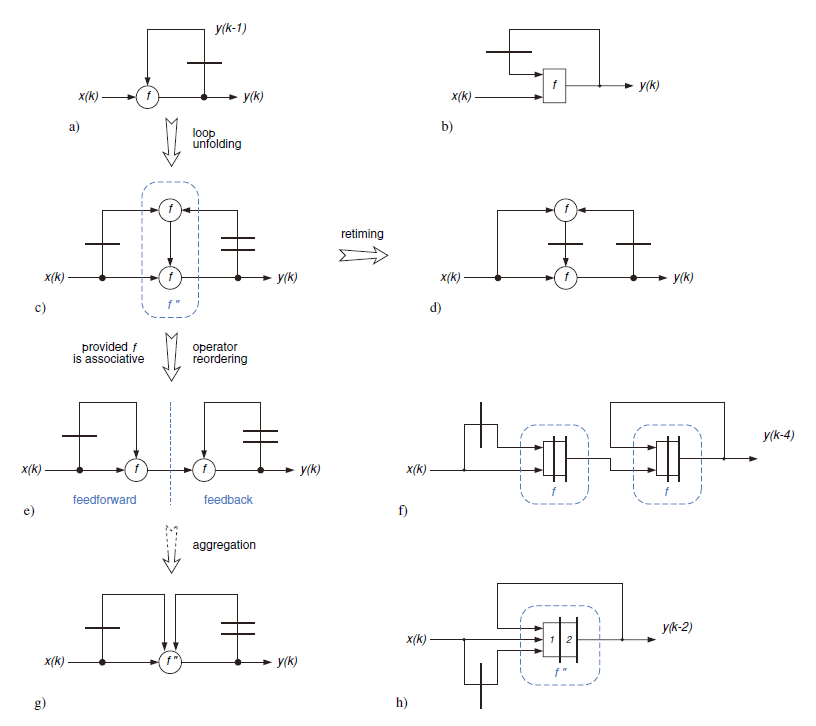 y(k-1)
x(k)
f
y(k)
a)
loop
unfolding
x(k)
f
y(k)
b)
f
x(k)
f
y(k)
f "
c)
retiming
f
x(k)
f
y(k)
d)
provided f
is associative
operator
reordering
x(k)
f
f
y(k)
feedforward
feedback
e)
y(k-4)
x(k)
f
f
f)
aggregation
x(k)
f "
y(k)
g)
y(k-2)
x(k)
1
2
f "
h)